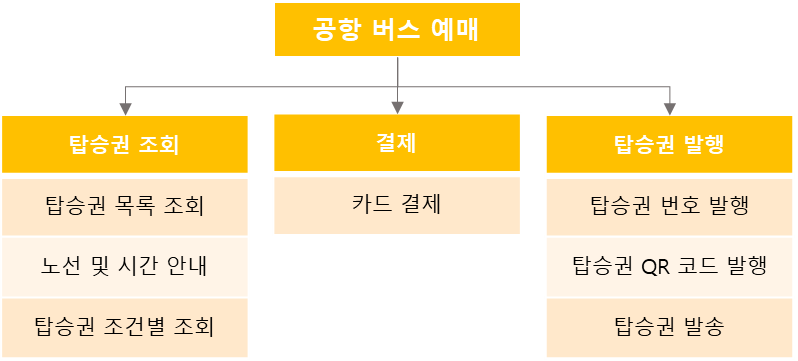 공항 버스 예매
탑승권 조회
탑승권 목록 조회
노선 및 시간 안내
탑승권 조건별 조회
결제
카드 결제
탑승권 발행
탑승권 번호 발행
탑승권 QR 코드 발행
탑승권 발송